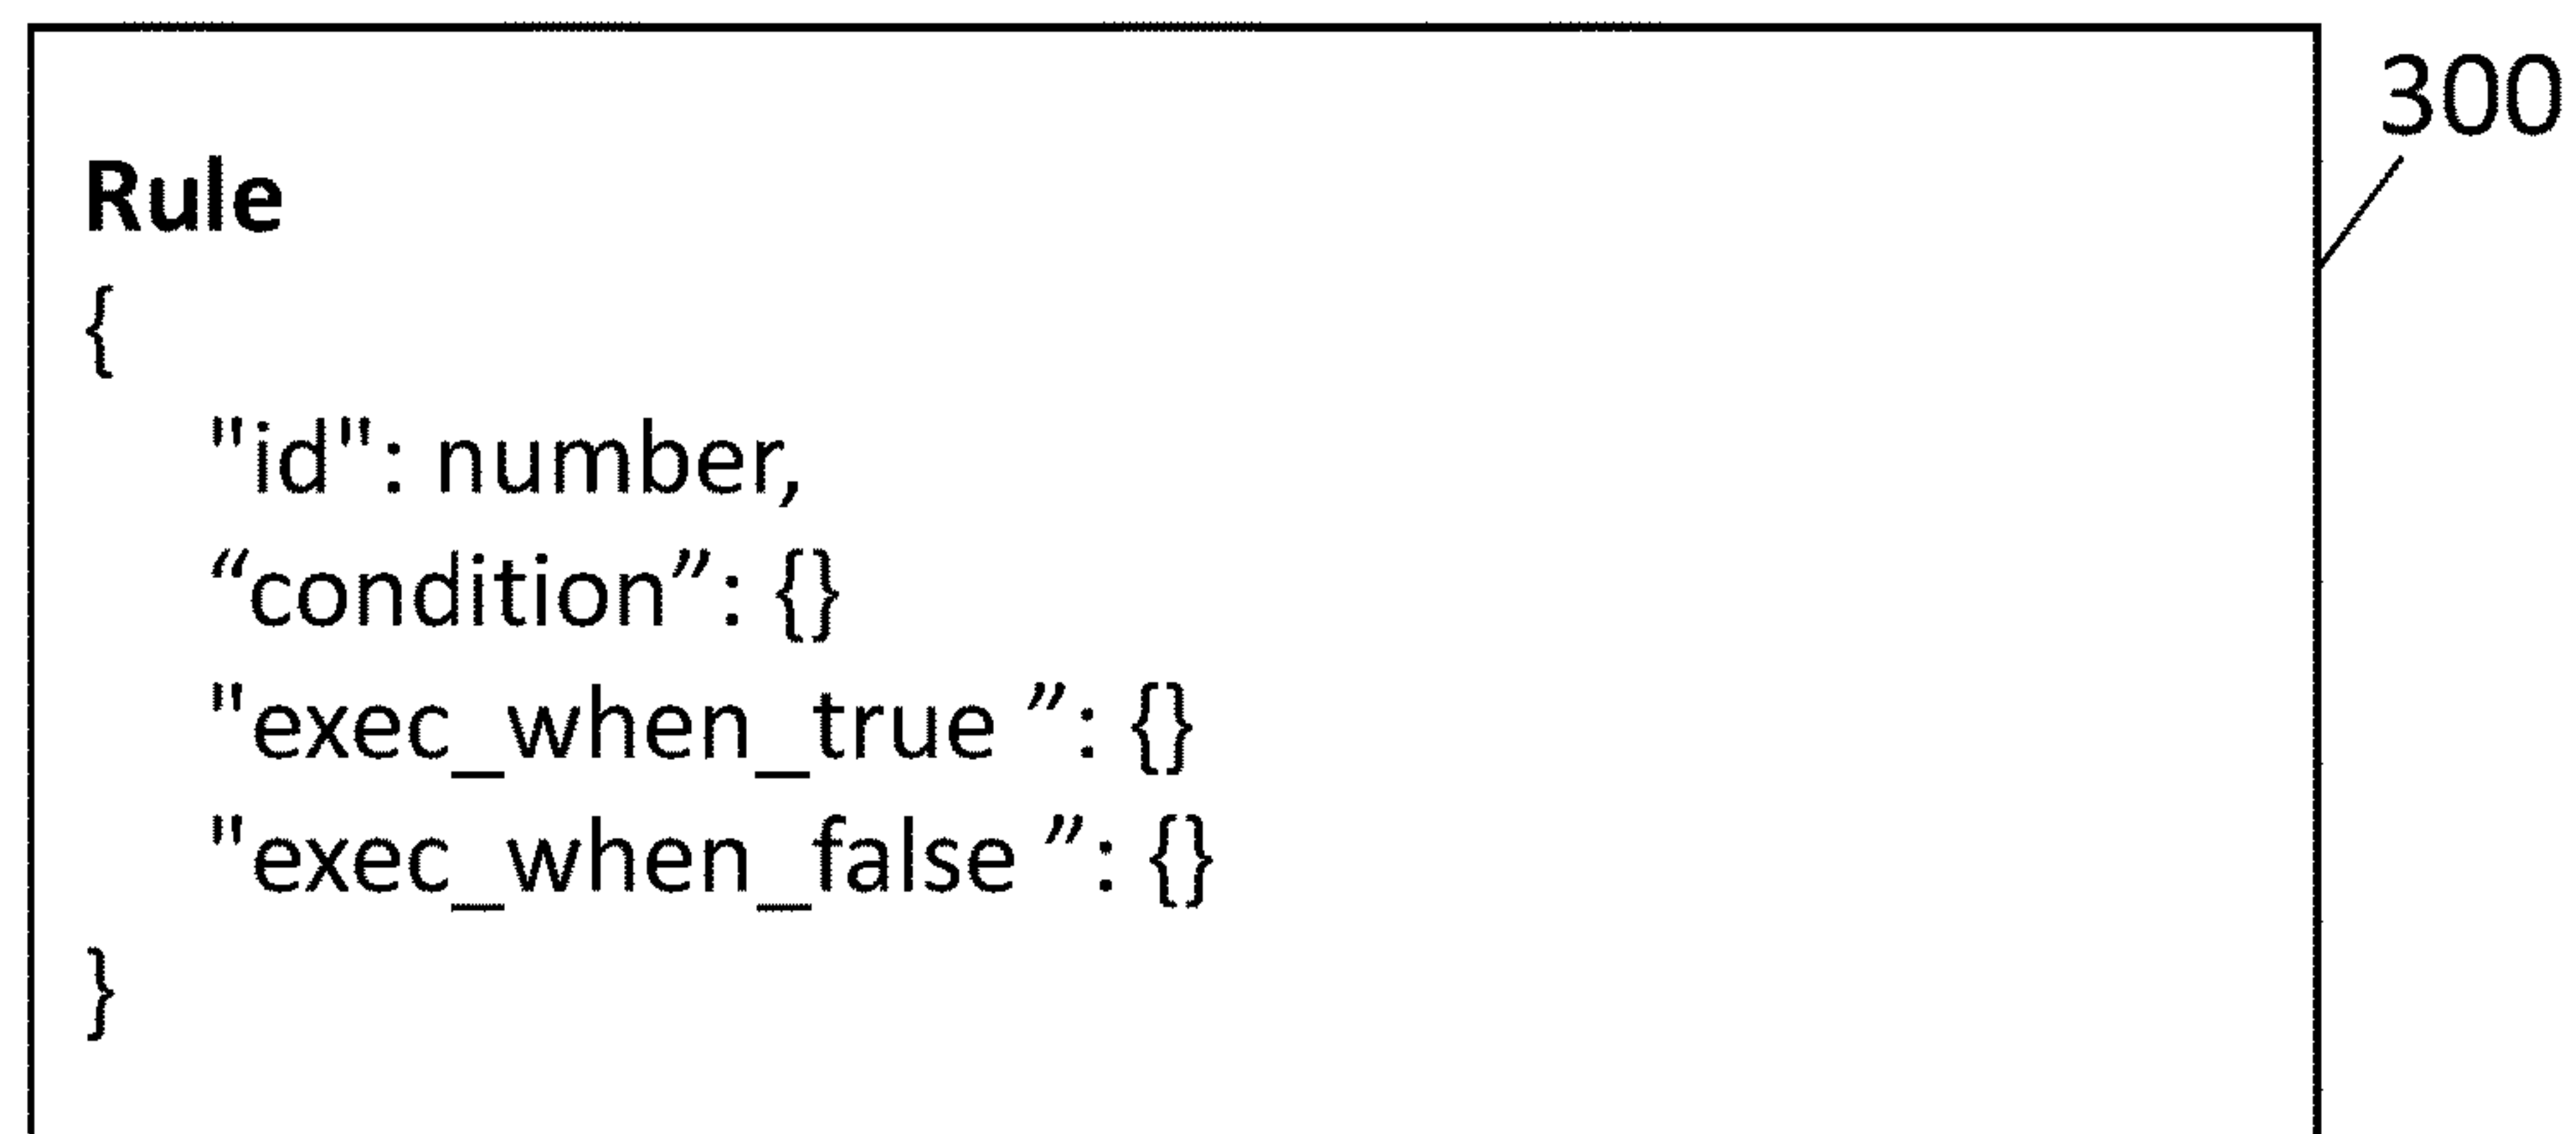 300
Rule
{
"id": number,
“condition”: {}
"exec_when_true ”: {}
"exec_when_false ”: {}
}